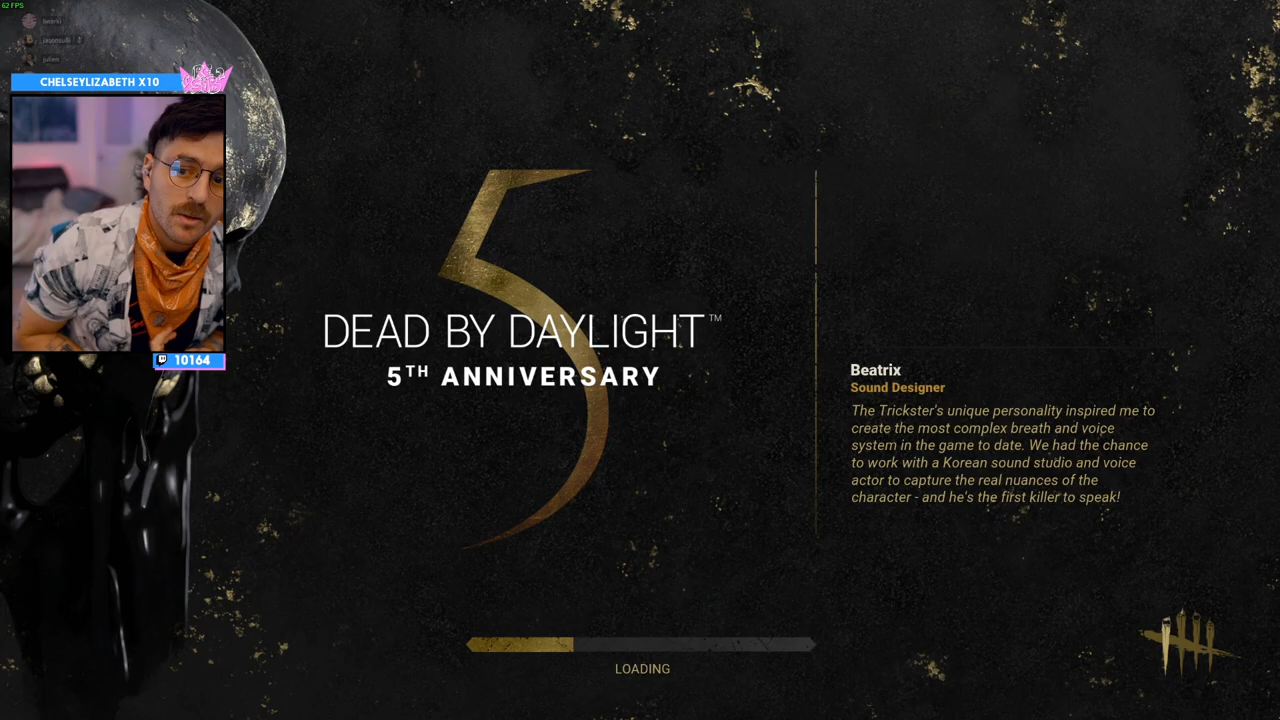 62 FPS
beatrix
jasonsulli
julien
CHELSEYLIZABETH X10
10164
DEAD BY DAYLIGHT™
5TH ANNIVERSARY
Beatrix
Sound Designer
The Trickster's unique personality inspired me to
create the most complex breath and voice
system in the game to date. We had the chance
to work with a Korean sound studio and voice
actor to capture the real nuances of the
character - and he's the first killer to speak!
LOADING